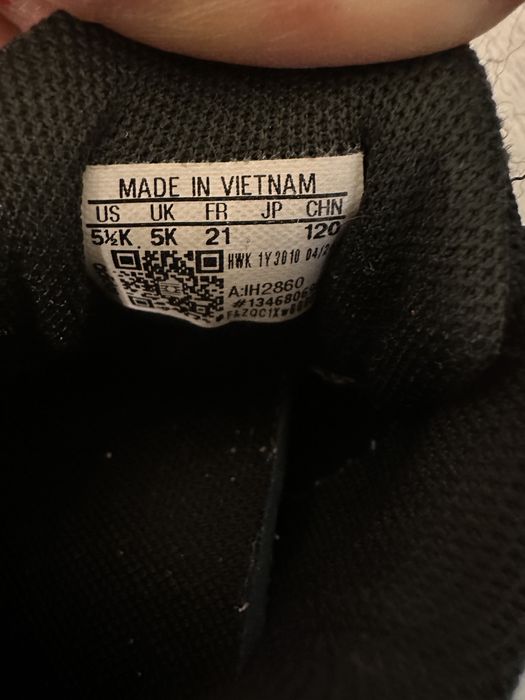 MADE IN VIETNAM
US UK FR JP CHN
5½K 5K 21 120
HWK 1Y3010 04/2
A:IH2860
#1346806